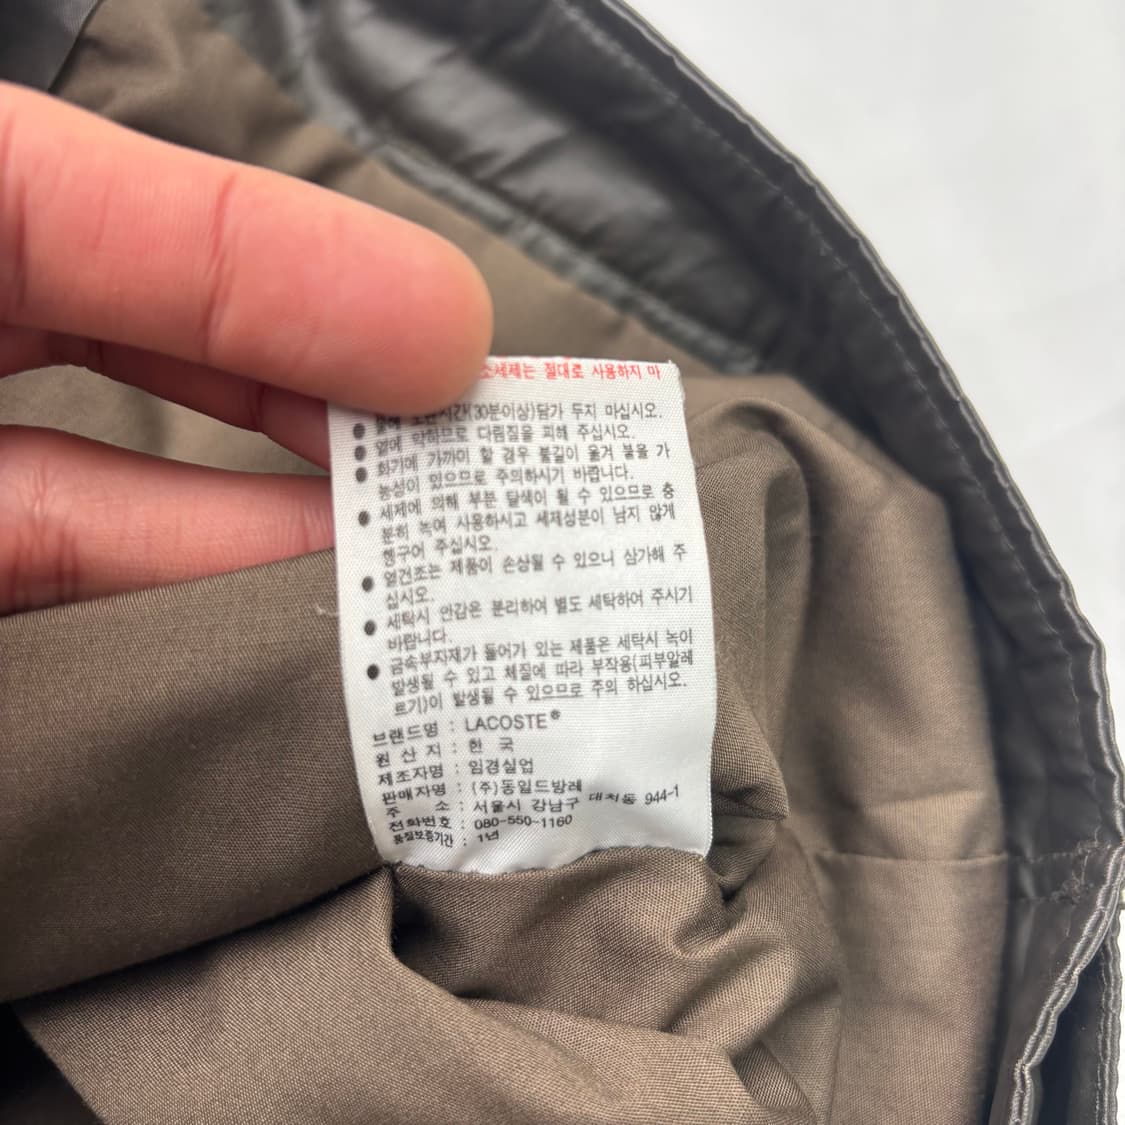 세제는 절대로 사용하지 마
● 물에 오랜시간(30분이상)담가 두지 마십시오.
● 열에 약하므로 다림질을 피해 주십시오.
● 화기에 가까이 할 경우 불길이 옮겨 붙을 가
능성이 있으므로 주의하시기 바랍니다.
● 세제에 의해 부분 탈색이 될 수 있으므로 충
분히 녹여 사용하시고 세제성분이 남지 않게
헹구어 주십시오.
● 열건조는 제품이 손상될 수 있으니 삼가해 주
십시오.
● 세탁시 안감은 분리하여 별도 세탁하여 주시기
바랍니다.
● 금속부자재가 들어가 있는 제품은 세탁시 녹이
발생될 수 있고 체질에 따라 부작용(피부알레
르기)이 발생될 수 있으므로 주의 하십시오.
브랜드명 : LACOSTE®
원 산 지 : 한 국
제조자명 : 임경실업
판매자명 : (주)동일드방레
주 소 : 서울시 강남구 대치동 944-1
전화번호 : 080-550-1160
품질보증기간 : 1년